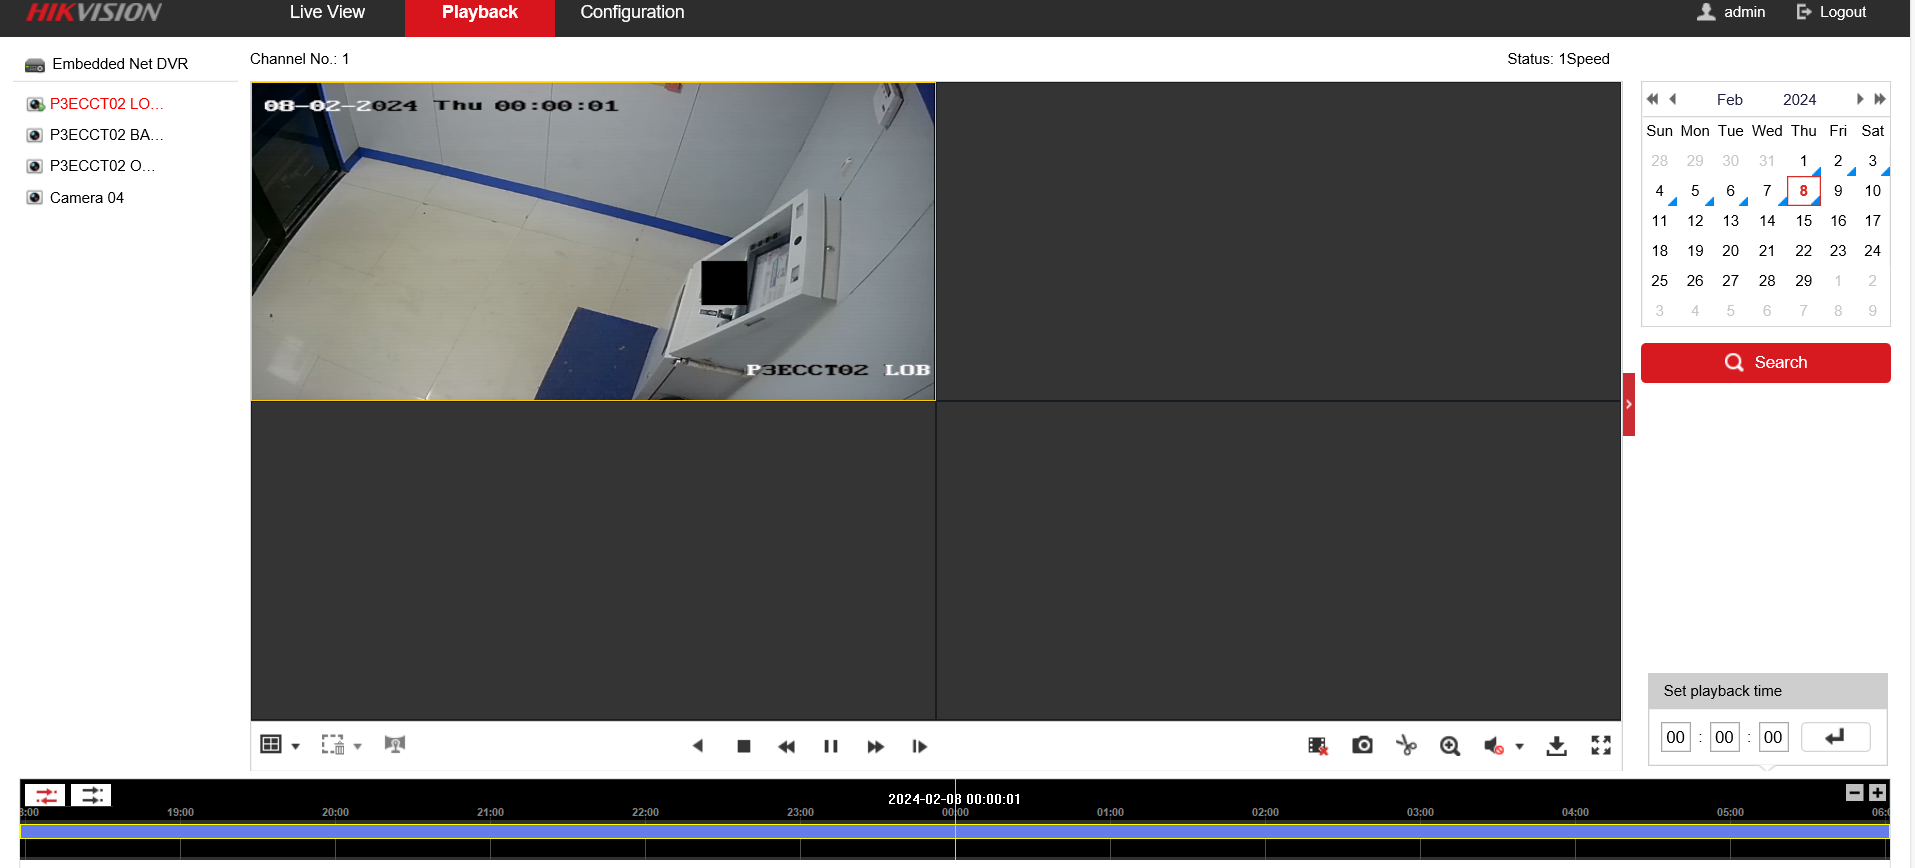 HIKVISION
Live View
Playback
Configuration
admin
Logout
Embedded Net DVR
P3ECCT02 LO...
P3ECCT02 BA...
P3ECCT02 O...
Camera 04
Channel No.: 1
Status: 1Speed
08-02-2024 Thu 00:00:01
P3ECCT02 LOB
Feb 2024
Sun Mon Tue Wed Thu Fri Sat
28 29 30 31 1 2 3
4 5 6 7 8 9 10
11 12 13 14 15 16 17
18 19 20 21 22 23 24
25 26 27 28 29 1 2
3 4 5 6 7 8 9
Search
Set playback time
00 : 00 : 00
2024-02-08 00:00:01
8:00 19:00 20:00 21:00 22:00 23:00 00:00 01:00 02:00 03:00 04:00 05:00 06:0